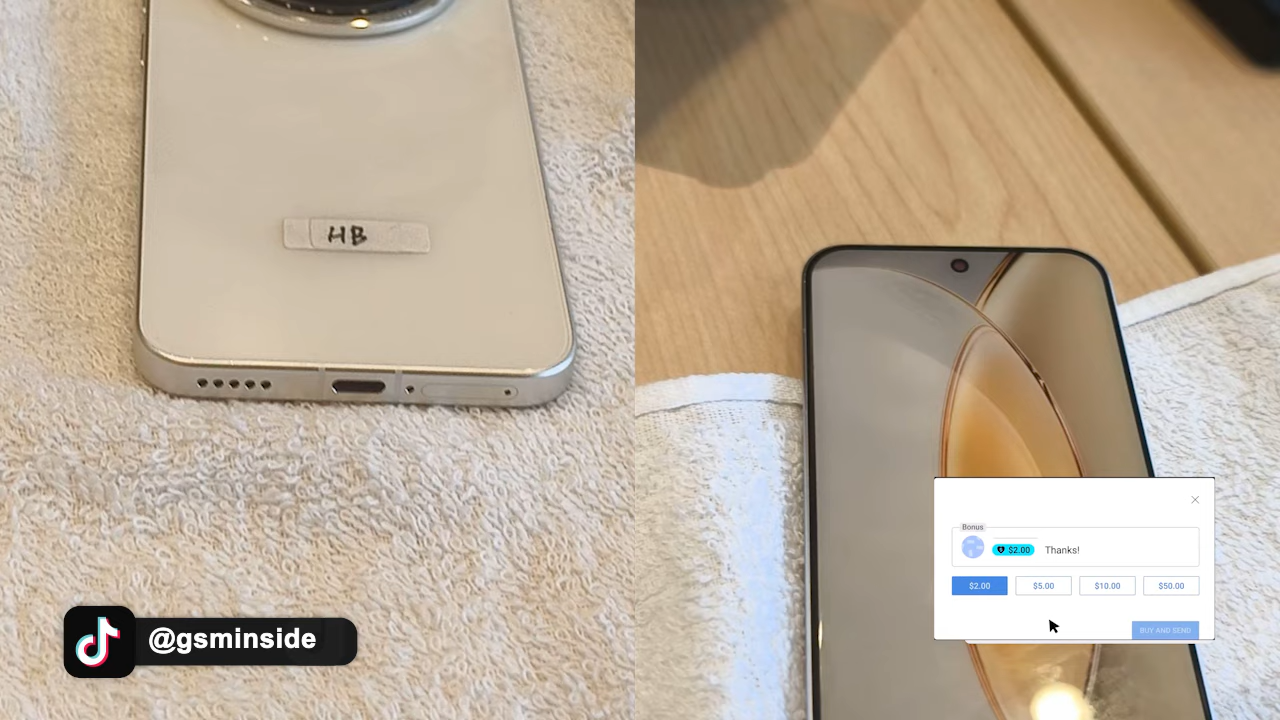 HB
@gsminside
Bonus
$2.00 Thanks!
$2.00 $5.00 $10.00 $50.00
BUY AND SEND